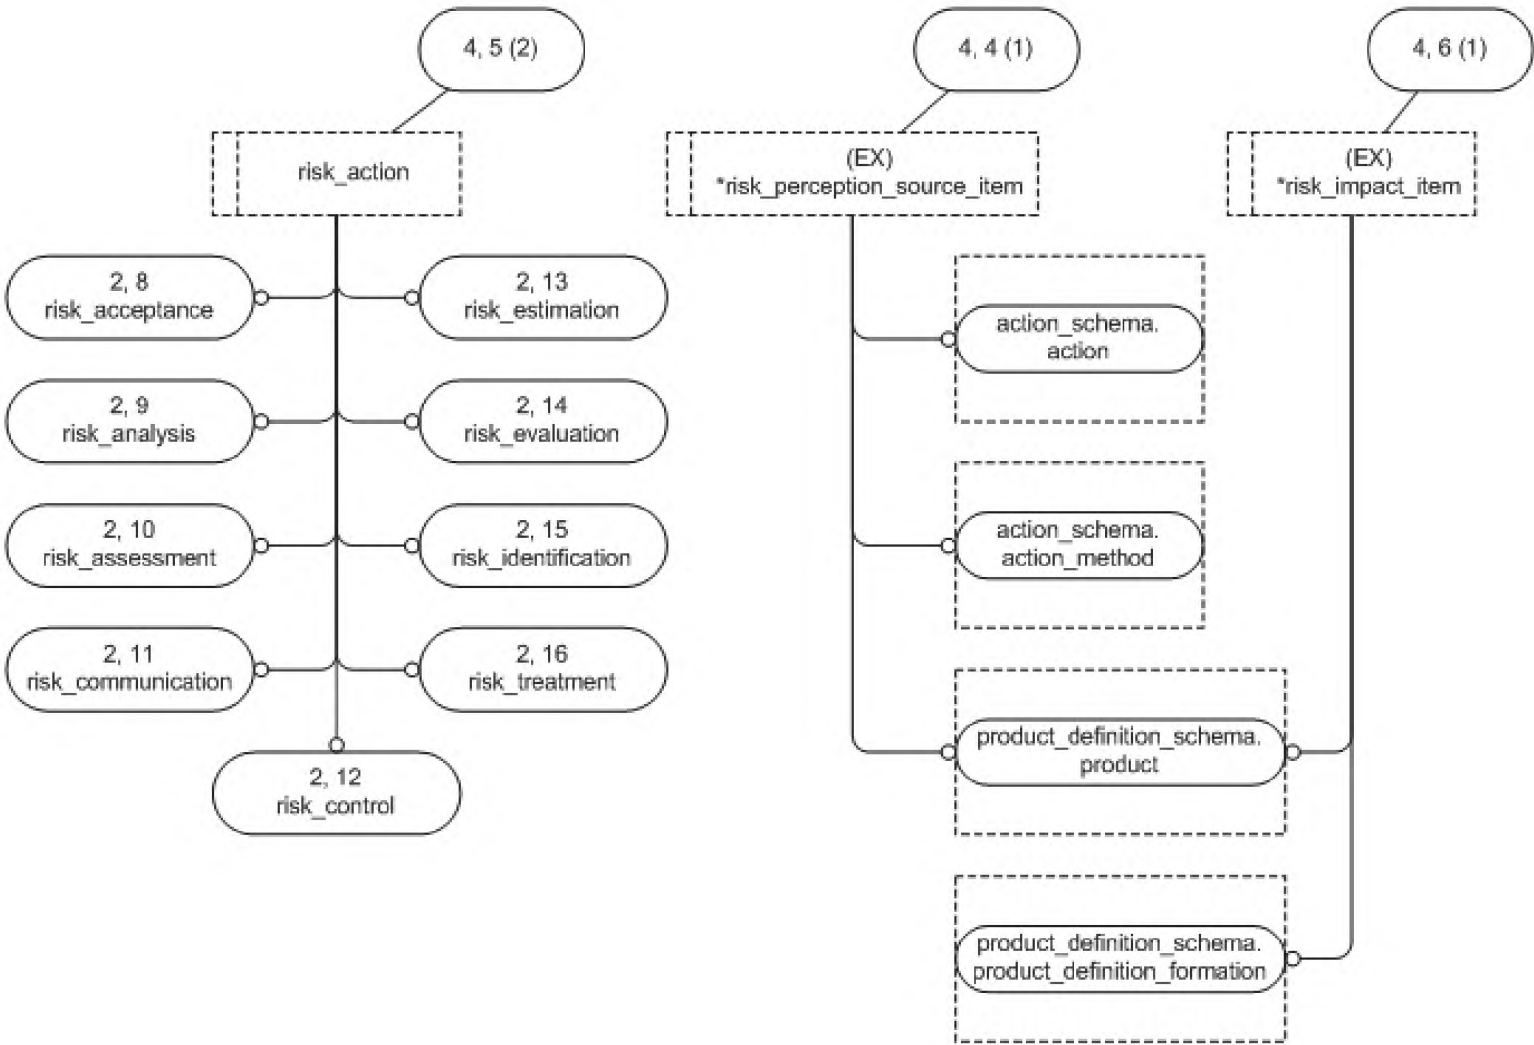 4, 5 (2)
4, 4 (1)
4, 6 (1)
risk_action
(EX)
*risk_perception_source_item
(EX)
*risk_impact_item
2, 8
risk_acceptance
2, 13
risk_estimation
action_schema.
action
2, 9
risk_analysis
2, 14
risk_evaluation
2, 10
risk_assessment
2, 15
risk_identification
action_schema.
action_method
2, 11
risk_communication
2, 16
risk_treatment
product_definition_schema.
product
2, 12
risk_control
product_definition_schema.
product_definition_formation